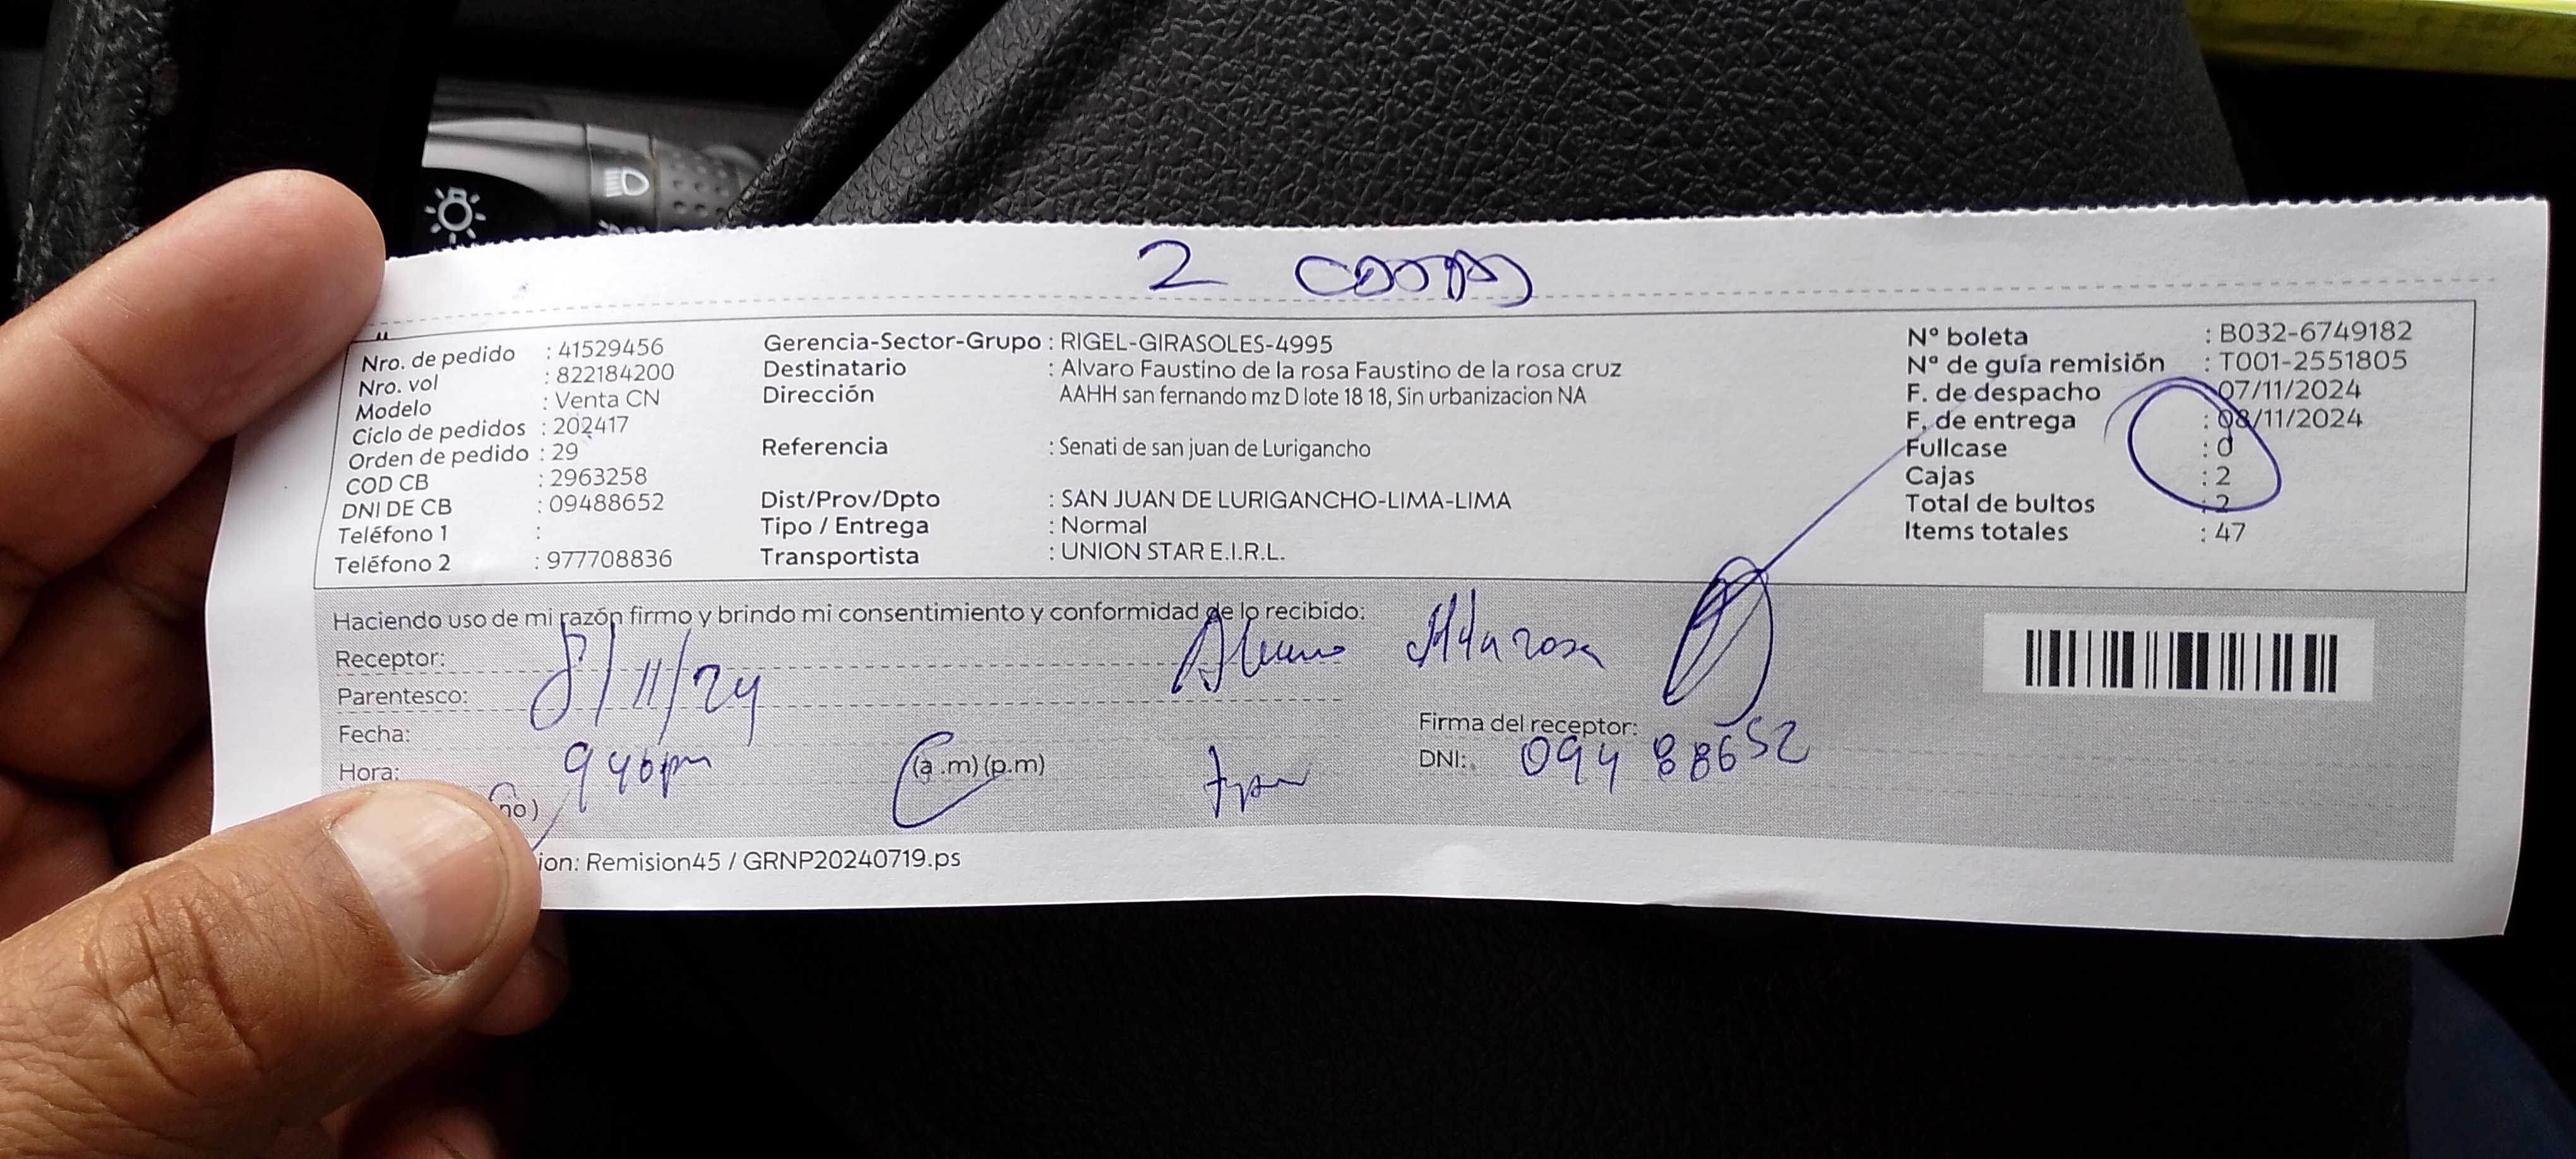 2
Nro. de pedido : 41529456
Nro. vol : 822184200
Modelo : Venta CN
Ciclo de pedidos : 202417
Orden de pedido : 29
COD CB : 2963258
DNI DE CB : 09488652
Teléfono 1 :
Teléfono 2 : 977708836
Gerencia-Sector-Grupo : RIGEL-GIRASOLES-4995
Destinatario : Alvaro Faustino de la rosa Faustino de la rosa cruz
Dirección AAHH san fernando mz D lote 18 18, Sin urbanizacion NA
Referencia : Senati de san juan de Lurigancho
Dist/Prov/Dpto : SAN JUAN DE LURIGANCHO-LIMA-LIMA
Tipo / Entrega : Normal
Transportista : UNION STAR E.I.R.L.
N° boleta : B032-6749182
Nª de guía remisión : T001-2551805
F. de despacho 07/11/2024
F. de entrega : 08/11/2024
Fullcase : 0
Cajas : 2
Total de bultos : 2
Items totales : 47
Haciendo uso de mi razón firmo y brindo mi consentimiento y conformidad de lo recibido:
Receptor:
Parentesco:
8/11/24
Fecha:
Hora: 940pm (a .m) (p.m)
no)
Firma del receptor:
DNI: 09488652
ion: Remision45 / GRNP20240719.ps